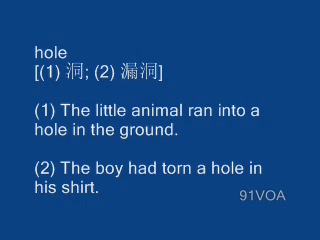 hole
[(1) 洞; (2) 漏洞]
(1) The little animal ran into a
hole in the ground.
(2) The boy had torn a hole in
his shirt.
91VOA